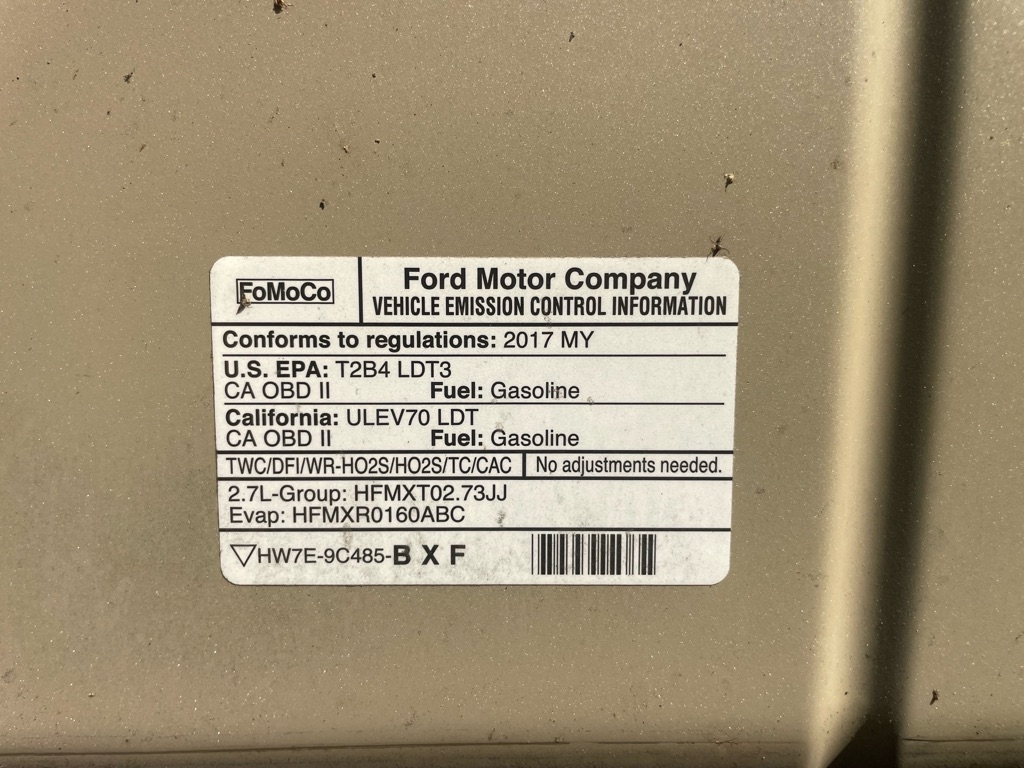 FoMoCo
Ford Motor Company
VEHICLE EMISSION CONTROL INFORMATION
Conforms to regulations: 2017 MY
U.S. EPA: T2B4 LDT3
CA OBD II Fuel: Gasoline
California: ULEV70 LDT
CA OBD II Fuel: Gasoline
TWC/DFI/WR-HO2S/HO2S/TC/CAC No adjustments needed.
2.7L-Group: HFMXT02.73JJ
Evap: HFMXR0160ABC
▽HW7E-9C485-B X F